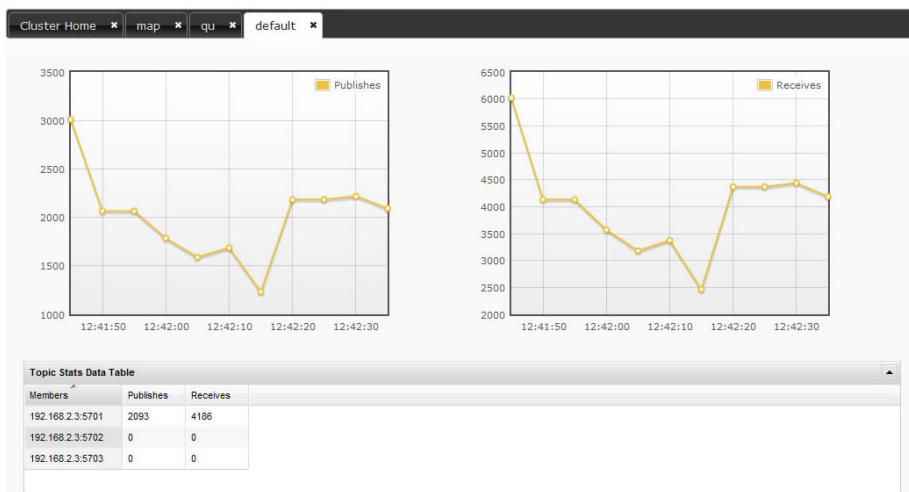 Cluster Home × map × qu × default ×
Publishes
3500
3000
2500
2000
1500
1000
12:41:50 12:42:00 12:42:10 12:42:20 12:42:30
Receives
6500
6000
5500
5000
4500
4000
3500
3000
2500
2000
12:41:50 12:42:00 12:42:10 12:42:20 12:42:30
Topic Stats Data Table
Members Publishes Receives
192.168.2.3:5701 2093 4186
192.168.2.3:5702 0 0
192.168.2.3:5703 0 0